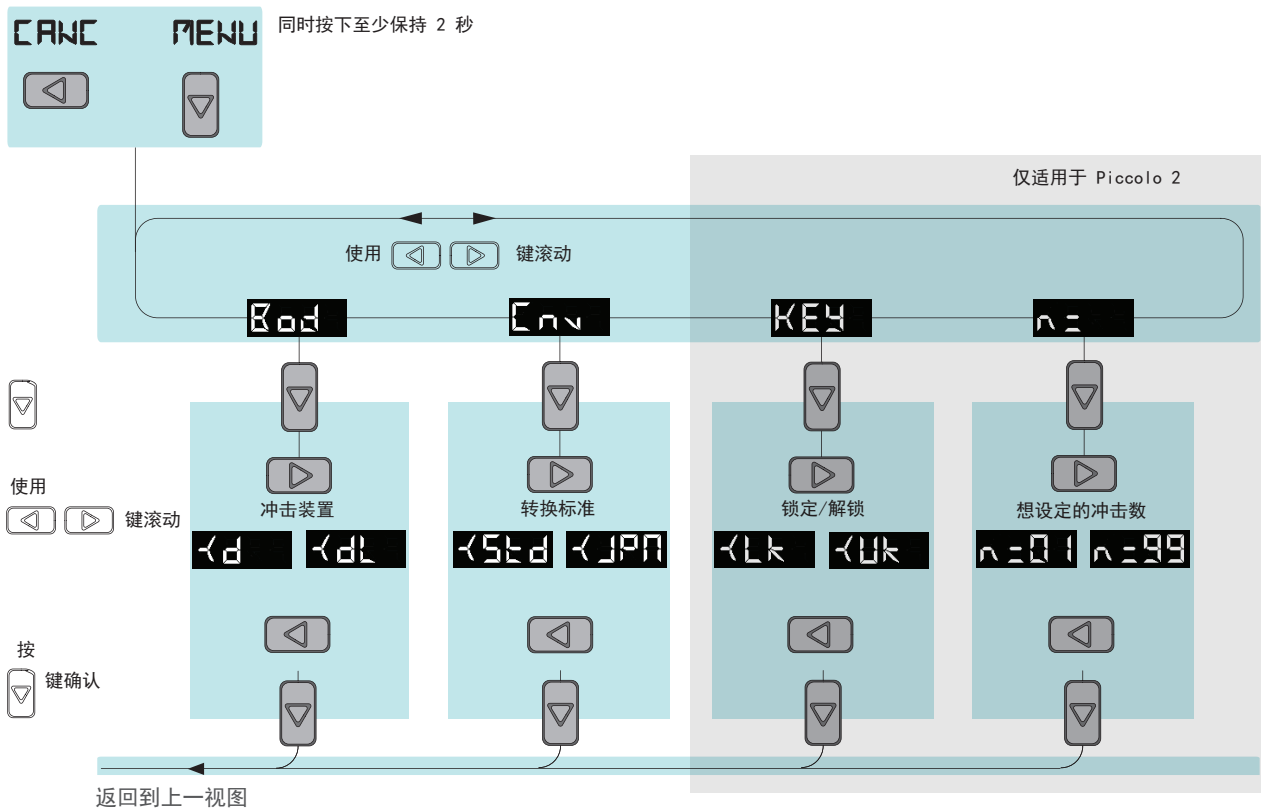 CANC MENU 同时按下至少保持 2 秒
仅适用于 Piccolo 2
使用 键滚动
Bod Cnv KEY n=
使用
键滚动
冲击装置 转换标准 锁定/解锁 想设定的冲击数
d dL Std JPN Lk Uk n=01 n=99
按
键确认
返回到上一视图